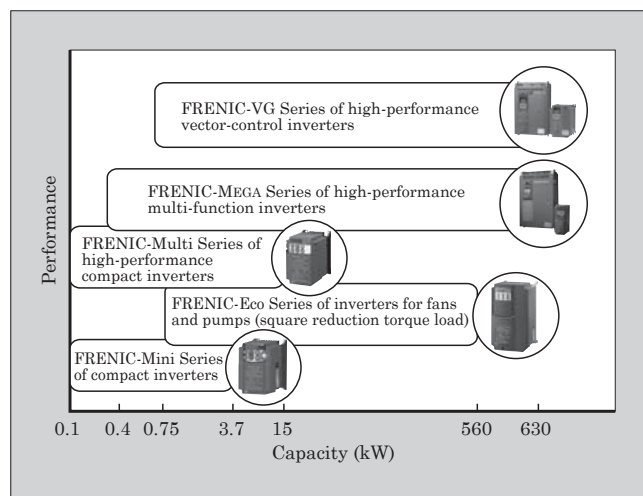 FRENIC-VG Series of high-performance
vector-control inverters
FRENIC-MEGA Series of high-performance
multi-function inverters
FRENIC-Multi Series of
high-performance
compact inverters
FRENIC-Eco Series of inverters for fans
and pumps (square reduction torque load)
FRENIC-Mini Series
of compact inverters
Performance
0.1 0.4 0.75 3.7 15 560 630
Capacity (kW)